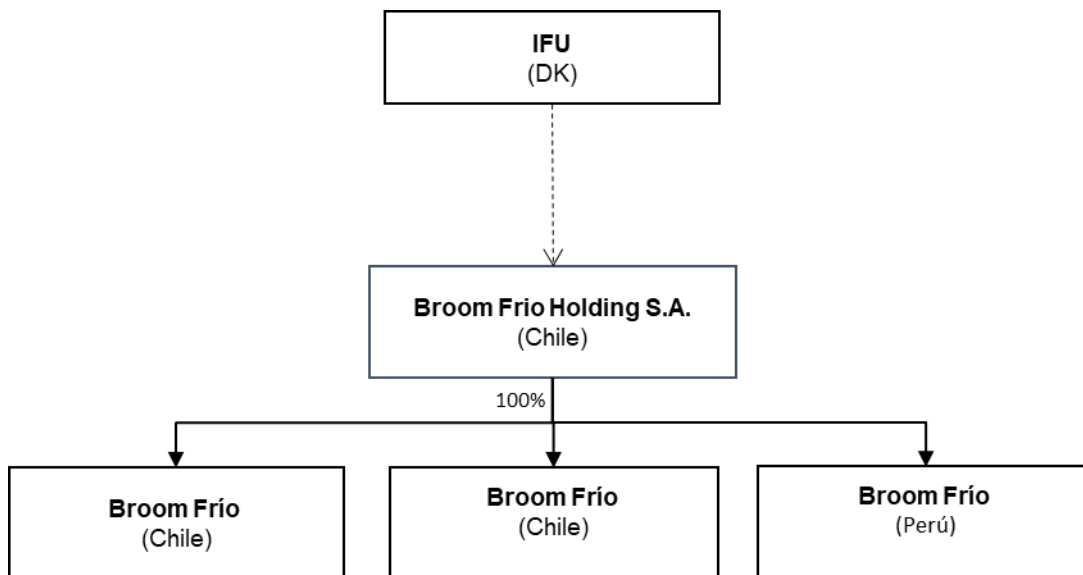 IFU
(DK)
Broom Frio Holding S.A.
(Chile)
100%
Broom Frío
(Chile)
Broom Frío
(Chile)
Broom Frío
(Perú)